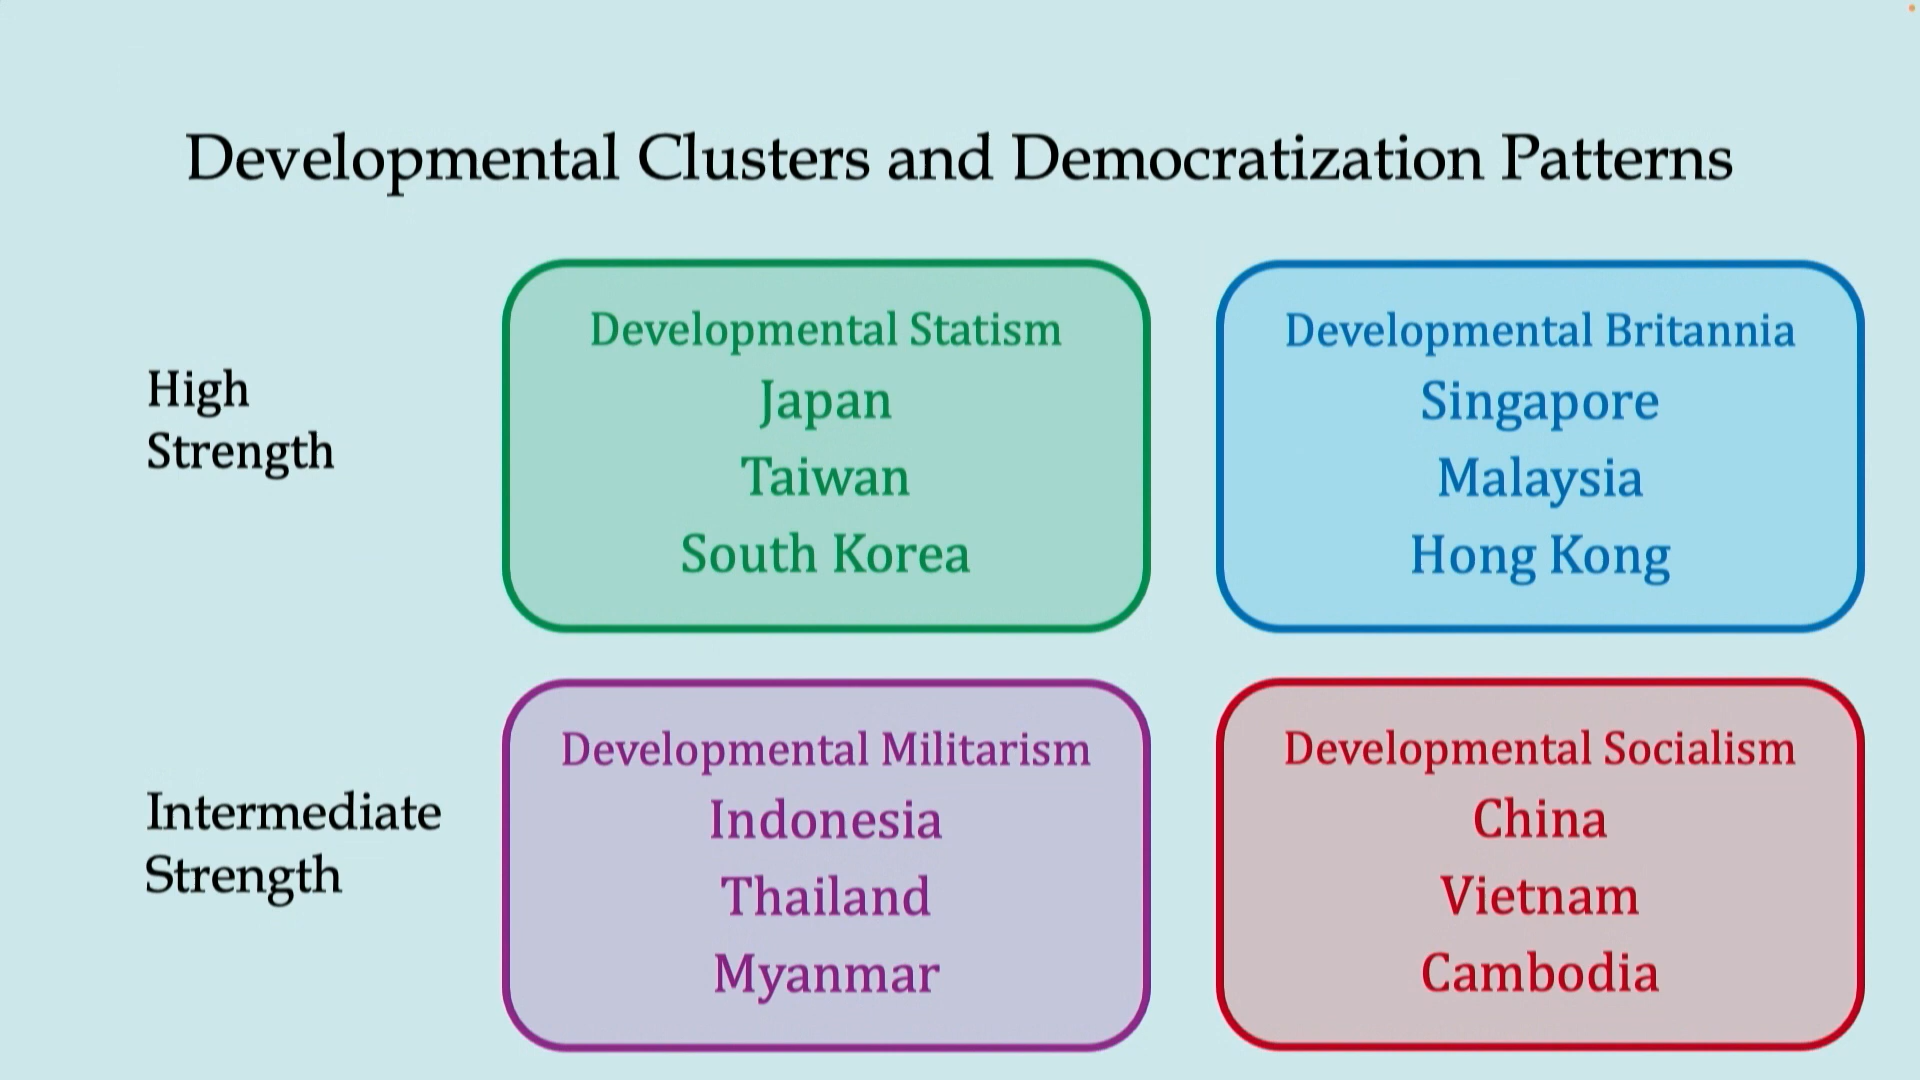 Developmental Clusters and Democratization Patterns
High
Strength
Developmental Statism
Japan
Taiwan
South Korea
Developmental Britannia
Singapore
Malaysia
Hong Kong
Intermediate
Strength
Developmental Militarism
Indonesia
Thailand
Myanmar
Developmental Socialism
China
Vietnam
Cambodia